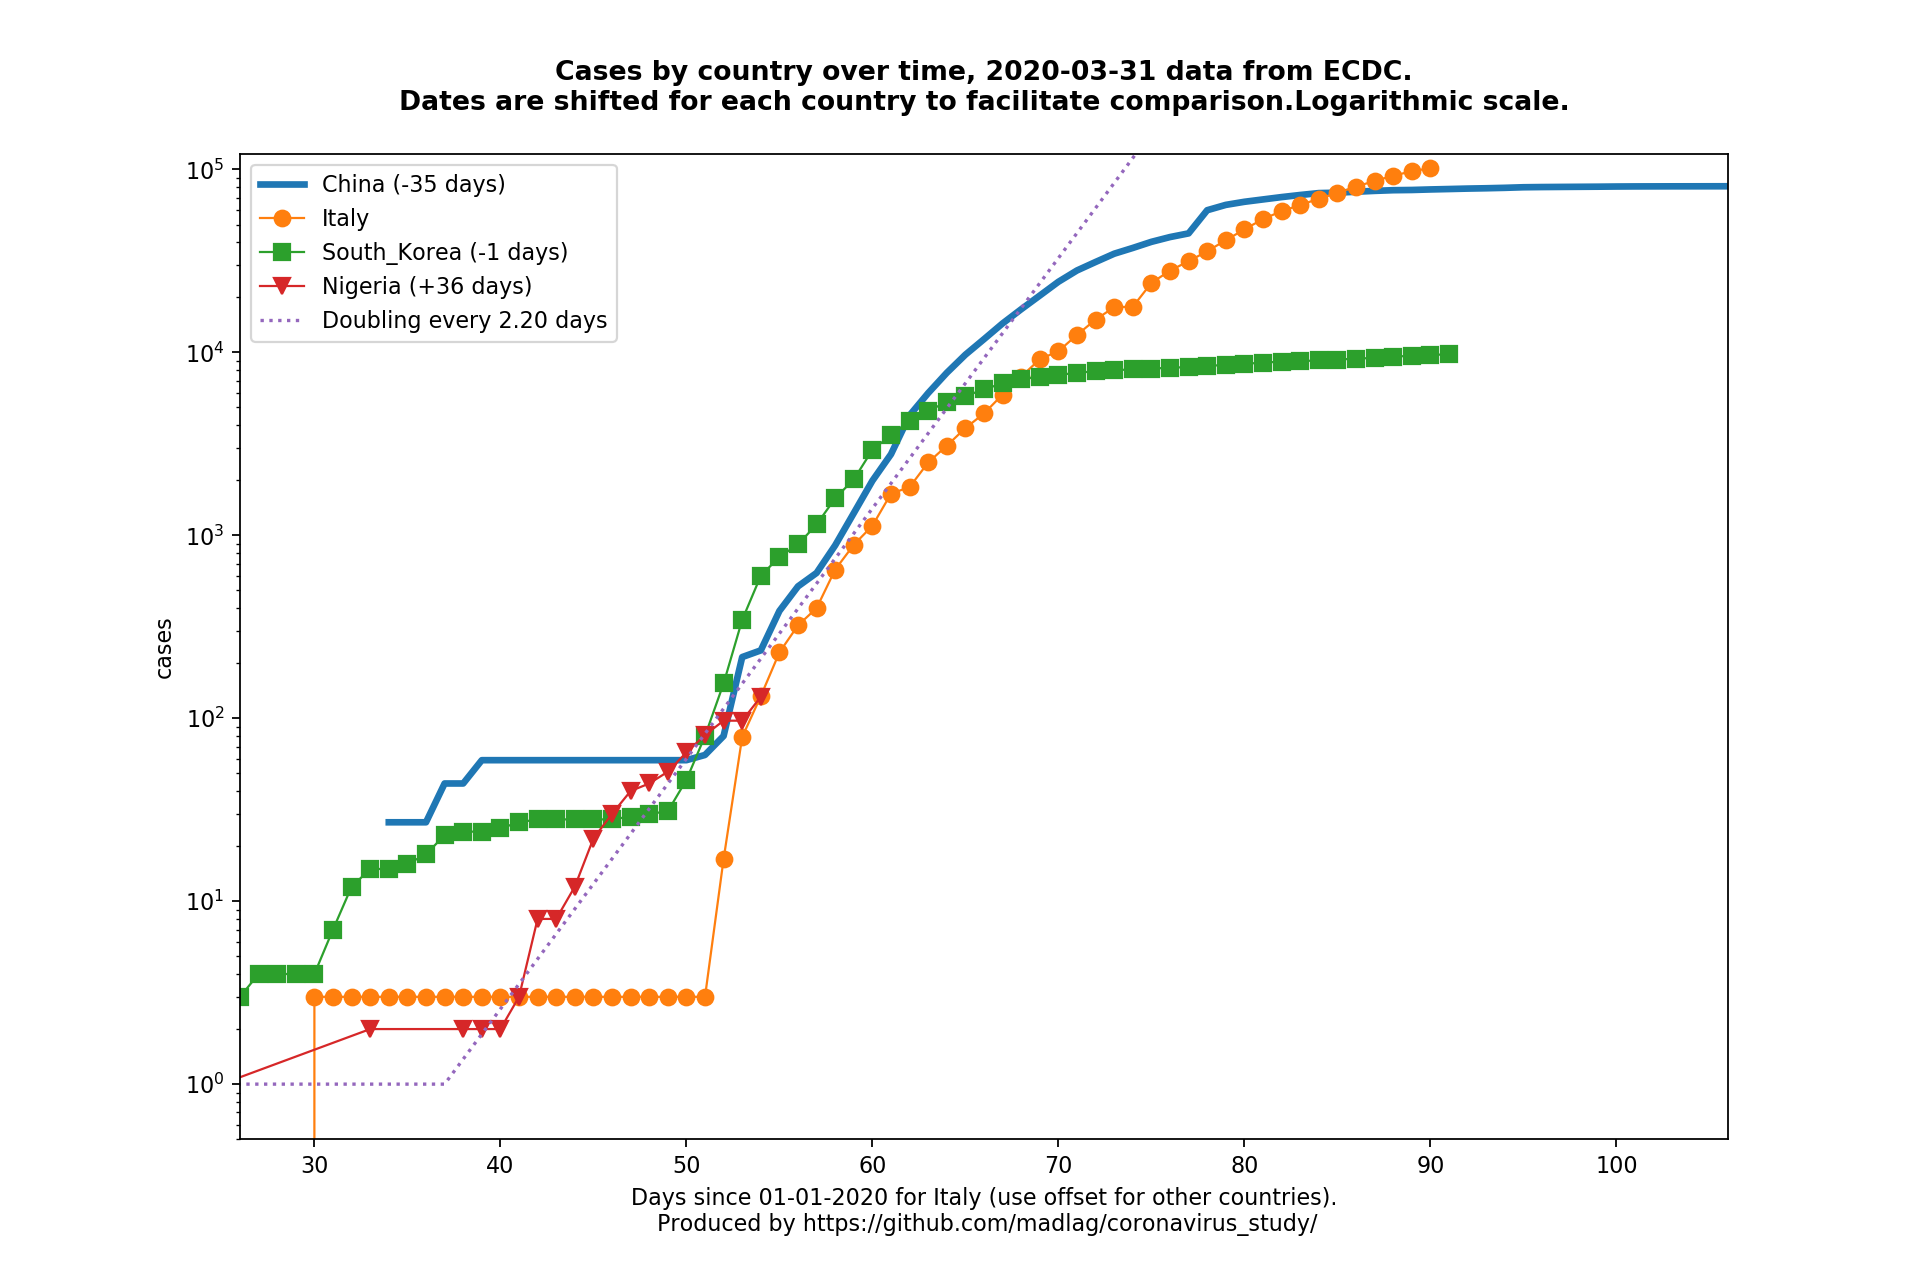 Cases by country over time, 2020-03-31 data from ECDC.
Dates are shifted for each country to facilitate comparison.Logarithmic scale.
China (-35 days)
Italy
South_Korea (-1 days)
Nigeria (+36 days)
Doubling every 2.20 days
10⁵
10⁴
10³
10²
10¹
10⁰
cases
30 40 50 60 70 80 90 100
Days since 01-01-2020 for Italy (use offset for other countries).
Produced by https://github.com/madlag/coronavirus_study/